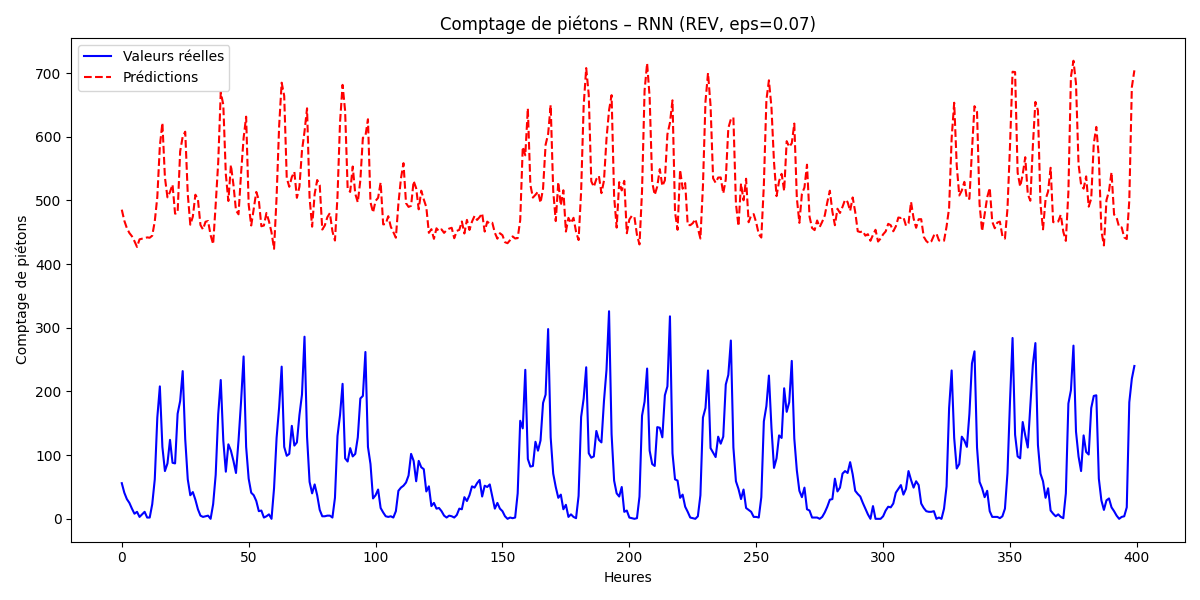 Comptage de piétons – RNN (REV, eps=0.07)
Valeurs réelles
Prédictions
Comptage de piétons
700
600
500
400
300
200
100
0
0 50 100 150 200 250 300 350 400
Heures